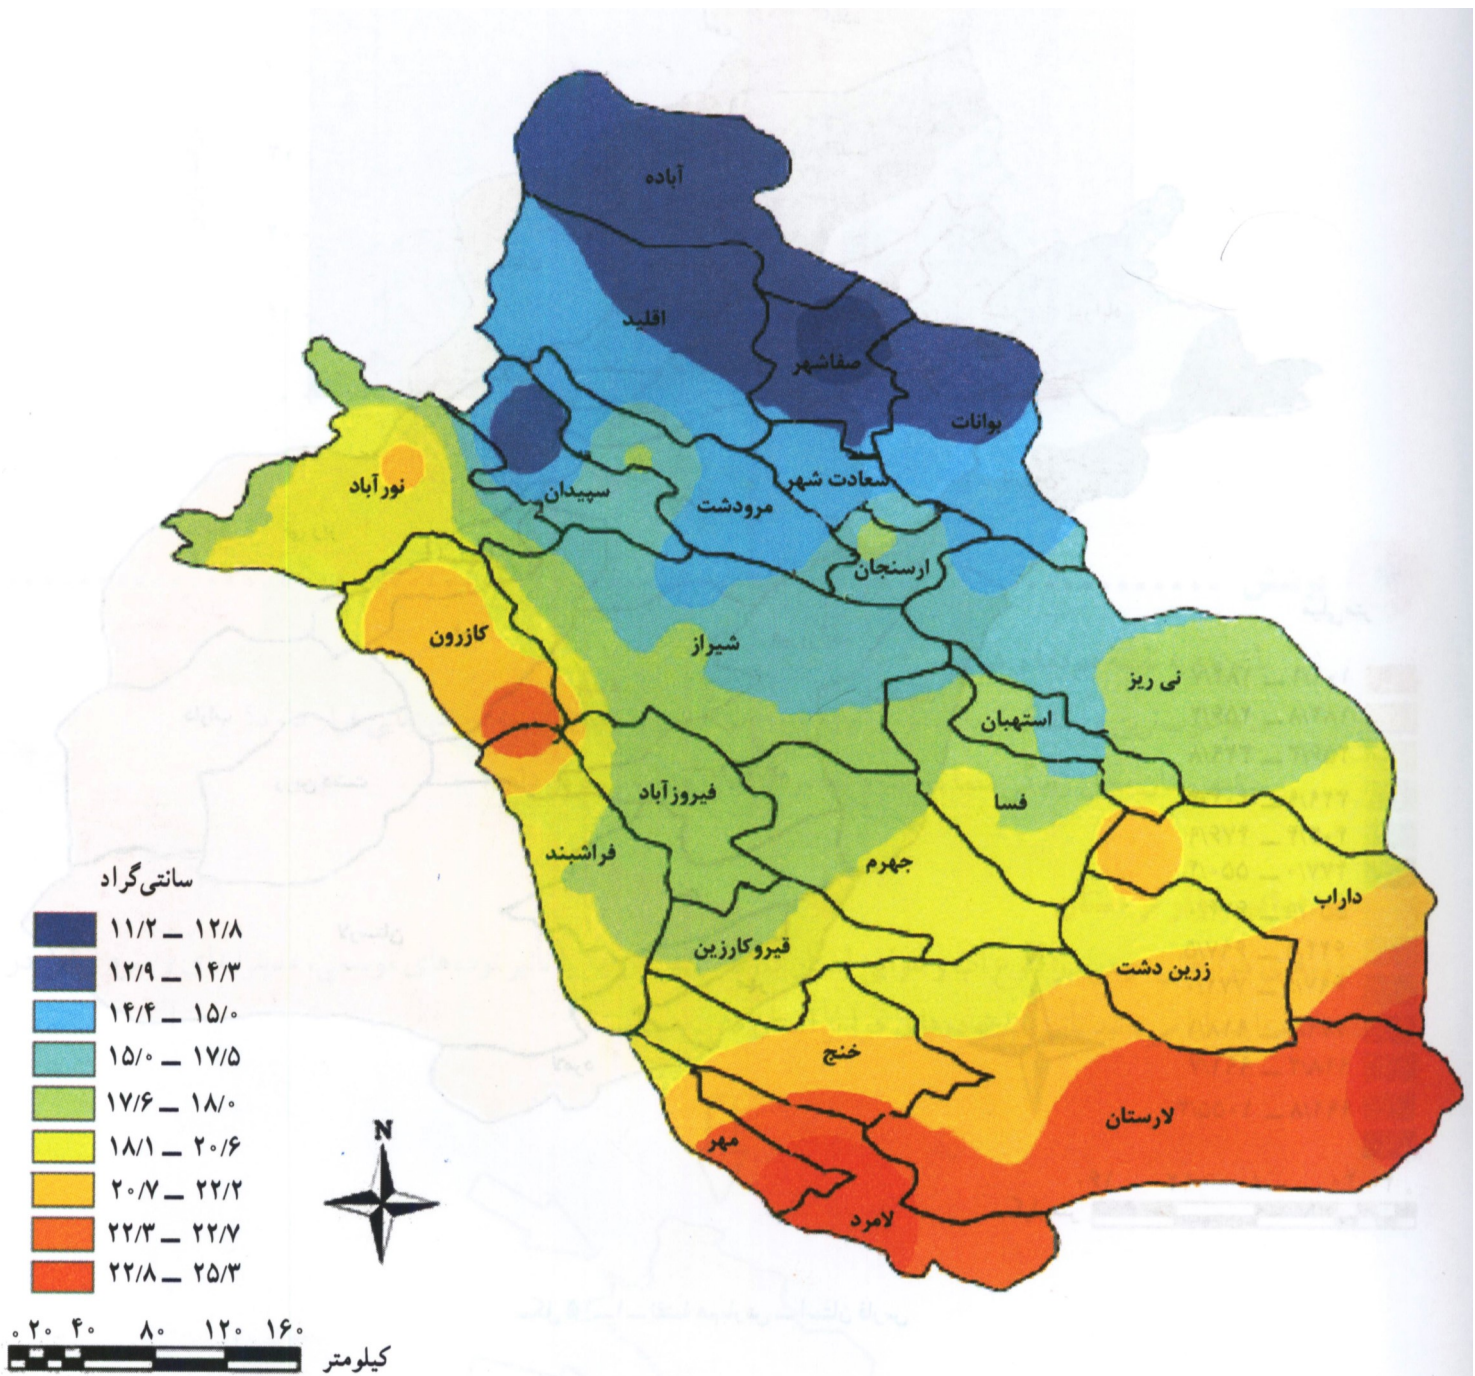 آباده
اقلید
صفاشهر
بوانات
نورآباد
سپیدان
مرودشت
سعادت شهر
ارسنجان
کازرون
شیراز
نی ریز
استهبان
فیروزآباد
فسا
فراشبند
جهرم
داراب
قیروکارزین
زرین دشت
خنج
لارستان
مهر
لامرد
سانتی‌گراد
۱۱/۲ – ۱۲/۸
۱۲/۹ – ۱۴/۳
۱۴/۴ – ۱۵/۰
۱۵/۰ – ۱۷/۵
۱۷/۶ – ۱۸/۰
۱۸/۱ – ۲۰/۶
۲۰/۷ – ۲۲/۲
۲۲/۳ – ۲۲/۷
۲۲/۸ – ۲۵/۳
N
۰ ۲۰ ۴۰ ۸۰ ۱۲۰ ۱۶۰
کیلومتر